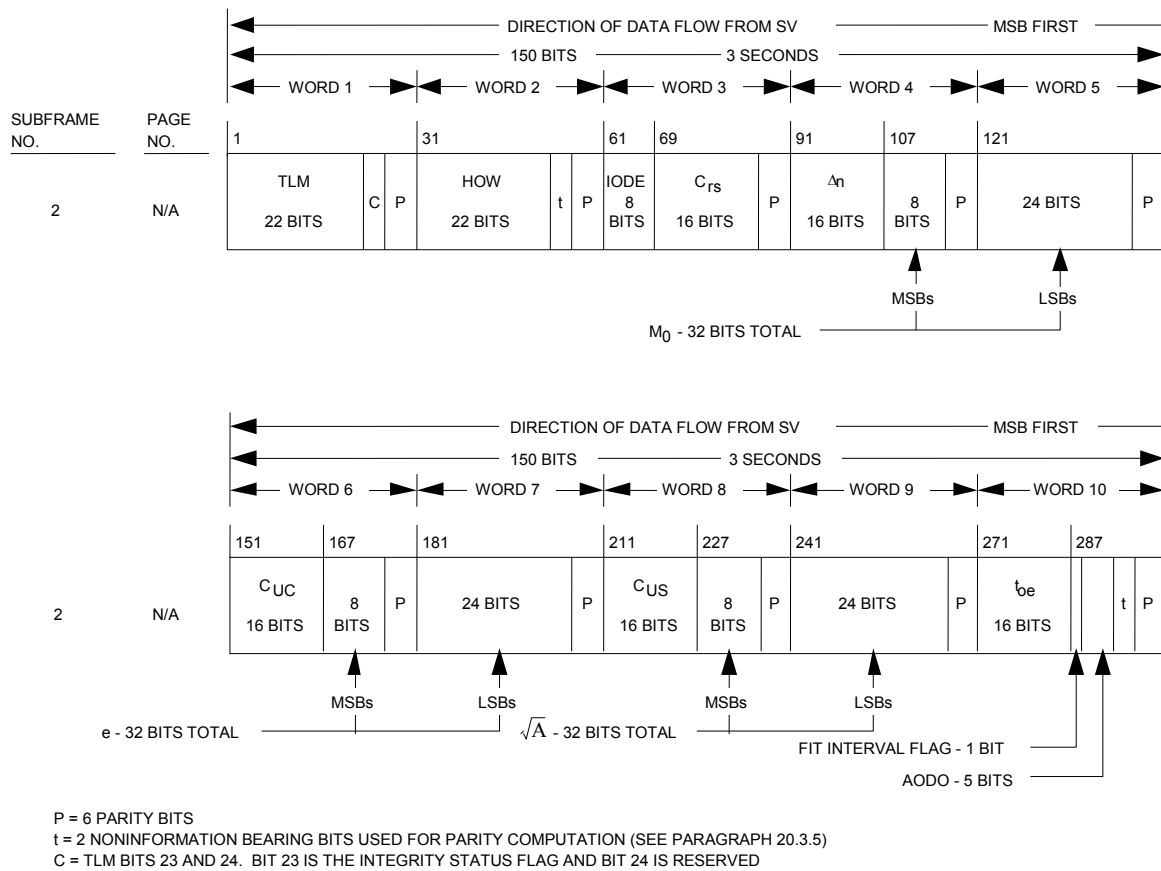 DIRECTION OF DATA FLOW FROM SV MSB FIRST
150 BITS 3 SECONDS
WORD 1 WORD 2 WORD 3 WORD 4 WORD 5
SUBFRAME NO. PAGE NO.
1 31 61 69 91 107 121
2 N/A
TLM 22 BITS C P
HOW 22 BITS t P
IODE 8 BITS Crs 16 BITS P
Δn 16 BITS 8 BITS P
24 BITS P
MSBs LSBs
M0 - 32 BITS TOTAL
DIRECTION OF DATA FLOW FROM SV MSB FIRST
150 BITS 3 SECONDS
WORD 6 WORD 7 WORD 8 WORD 9 WORD 10
151 167 181 211 227 241 271 287
2 N/A
CUC 16 BITS 8 BITS P
24 BITS P
CUS 16 BITS 8 BITS P
24 BITS P
toe 16 BITS t P
MSBs LSBs MSBs LSBs
e - 32 BITS TOTAL √A - 32 BITS TOTAL
FIT INTERVAL FLAG - 1 BIT
AODO - 5 BITS
P = 6 PARITY BITS
t = 2 NONINFORMATION BEARING BITS USED FOR PARITY COMPUTATION (SEE PARAGRAPH 20.3.5)
C = TLM BITS 23 AND 24. BIT 23 IS THE INTEGRITY STATUS FLAG AND BIT 24 IS RESERVED